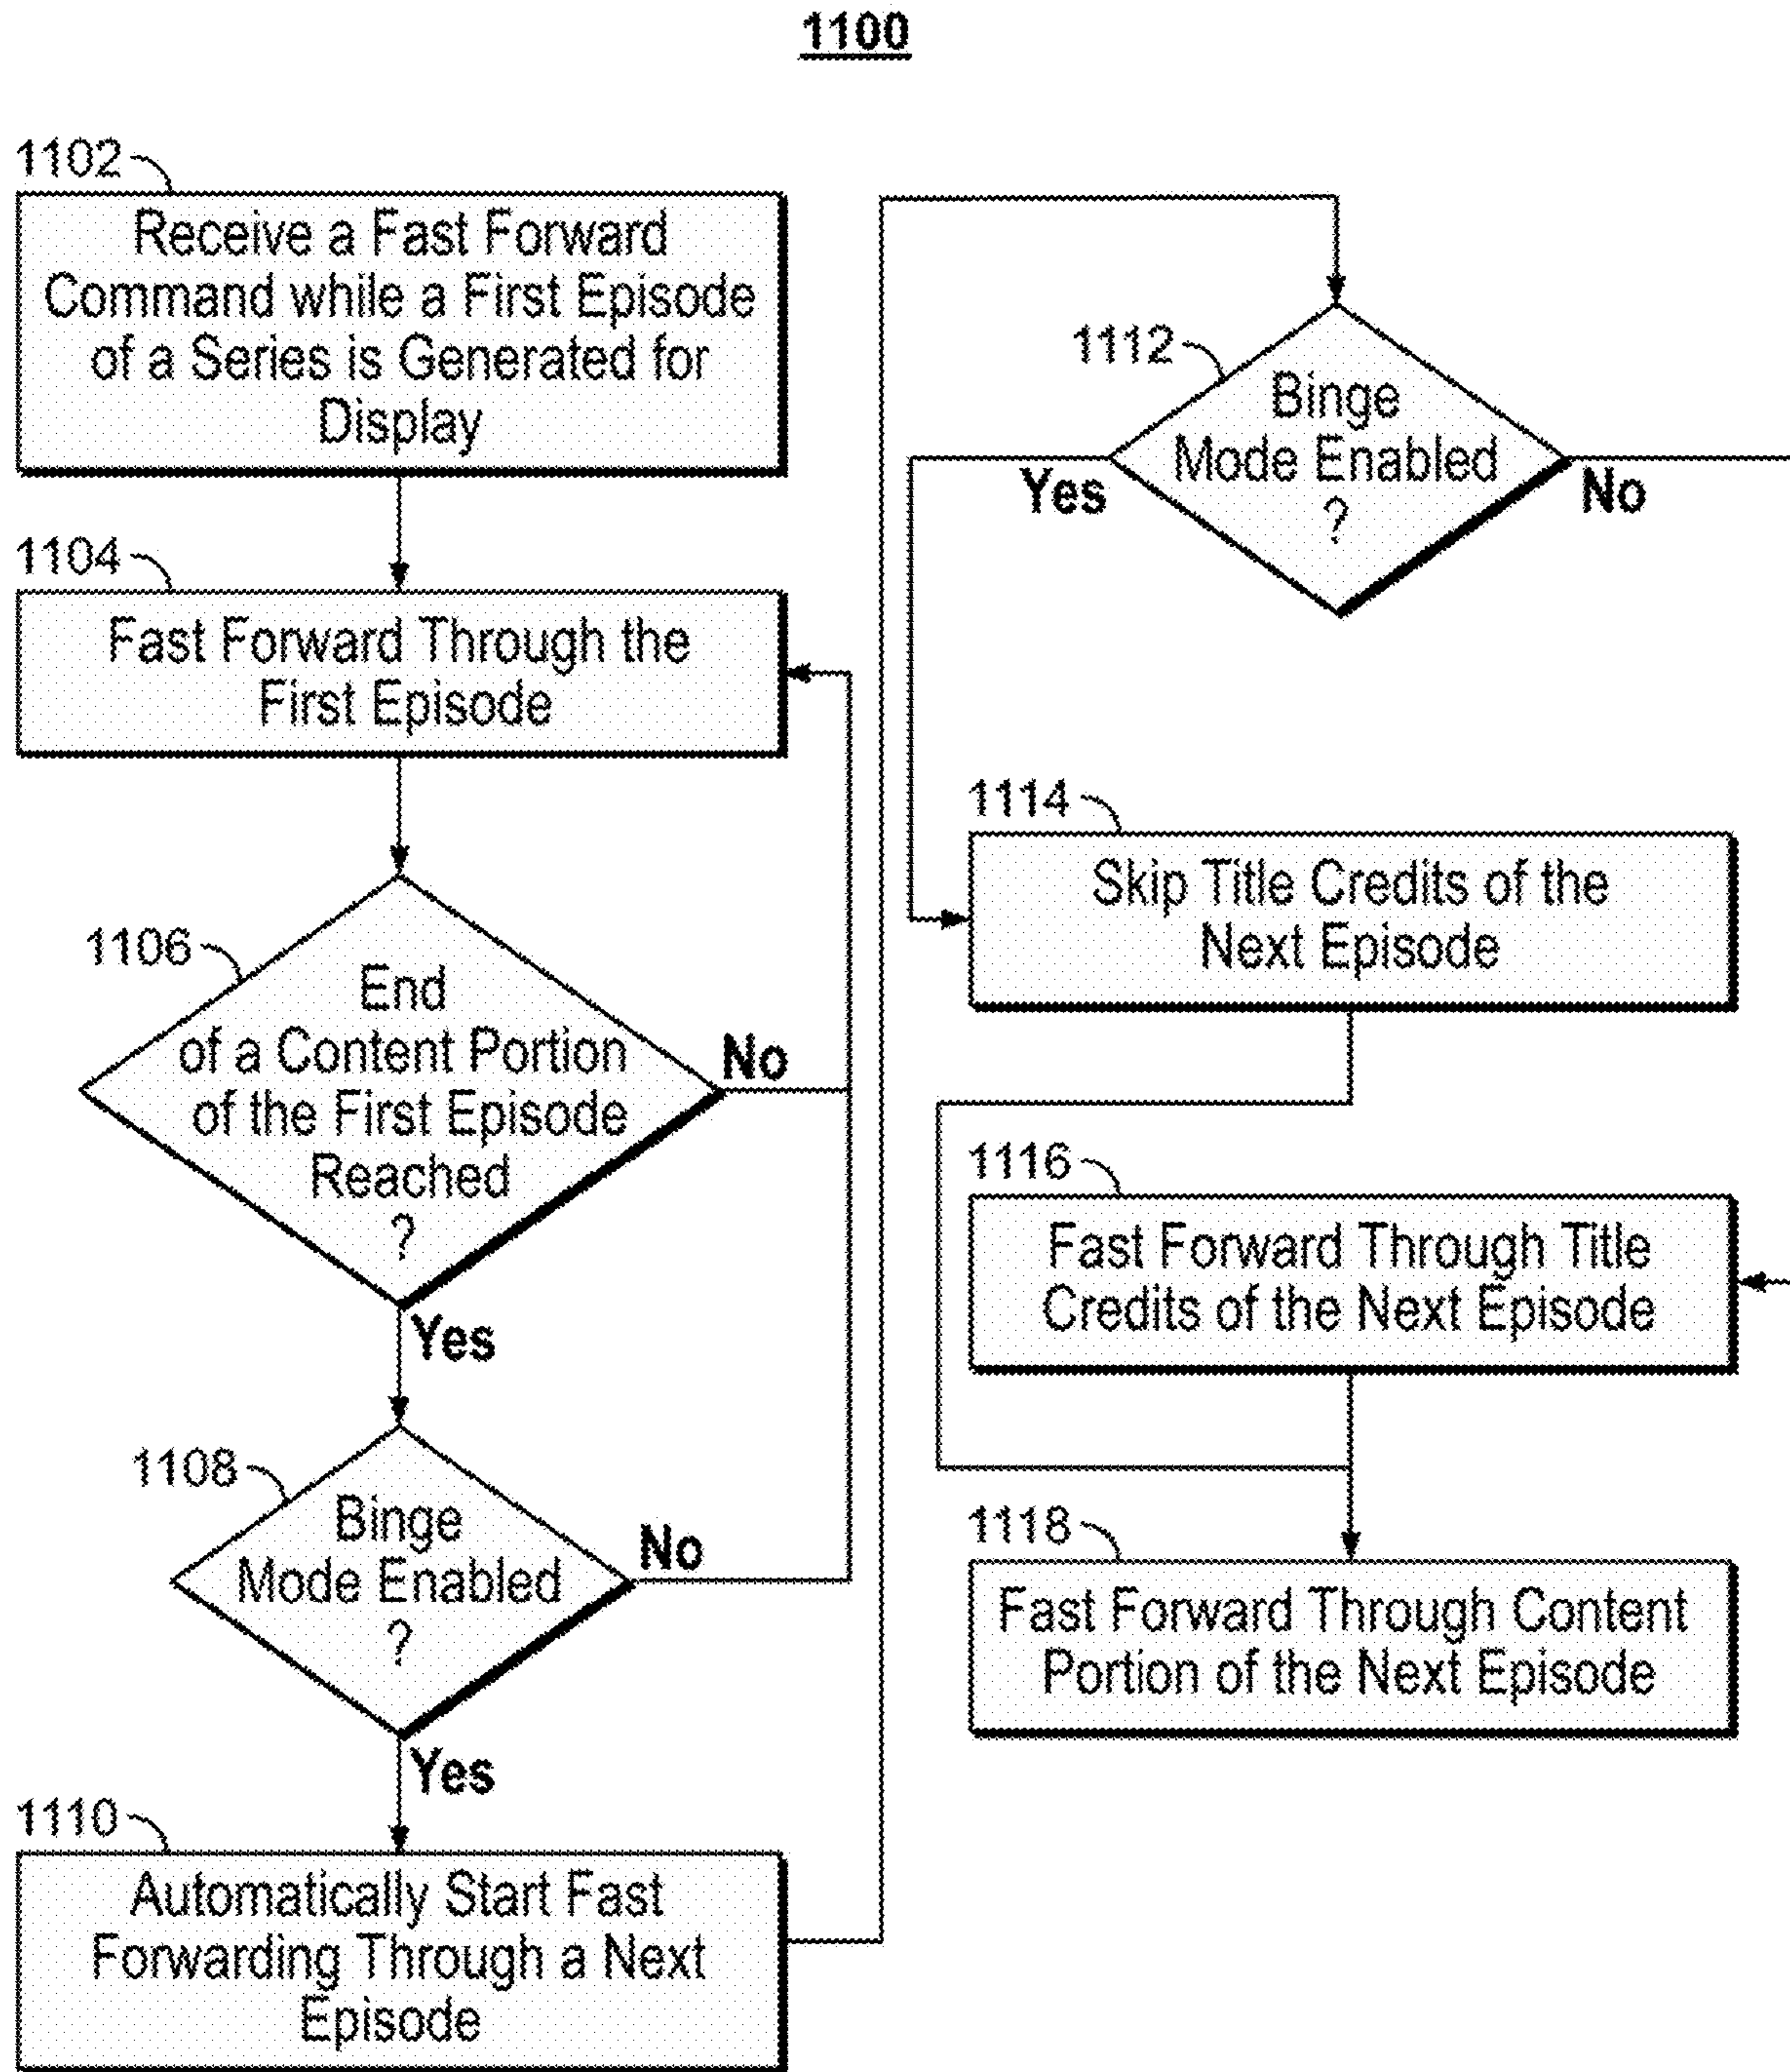 1100
1102
Receive a Fast Forward
Command while a First Episode
of a Series is Generated for
Display
1104
Fast Forward Through the
First Episode
1106
End
of a Content Portion
of the First Episode
Reached
?
No
Yes
1108
Binge
Mode Enabled
?
No
Yes
1110
Automatically Start Fast
Forwarding Through a Next
Episode
1112
Binge
Mode Enabled
?
Yes
No
1114
Skip Title Credits of the
Next Episode
1116
Fast Forward Through Title
Credits of the Next Episode
1118
Fast Forward Through Content
Portion of the Next Episode